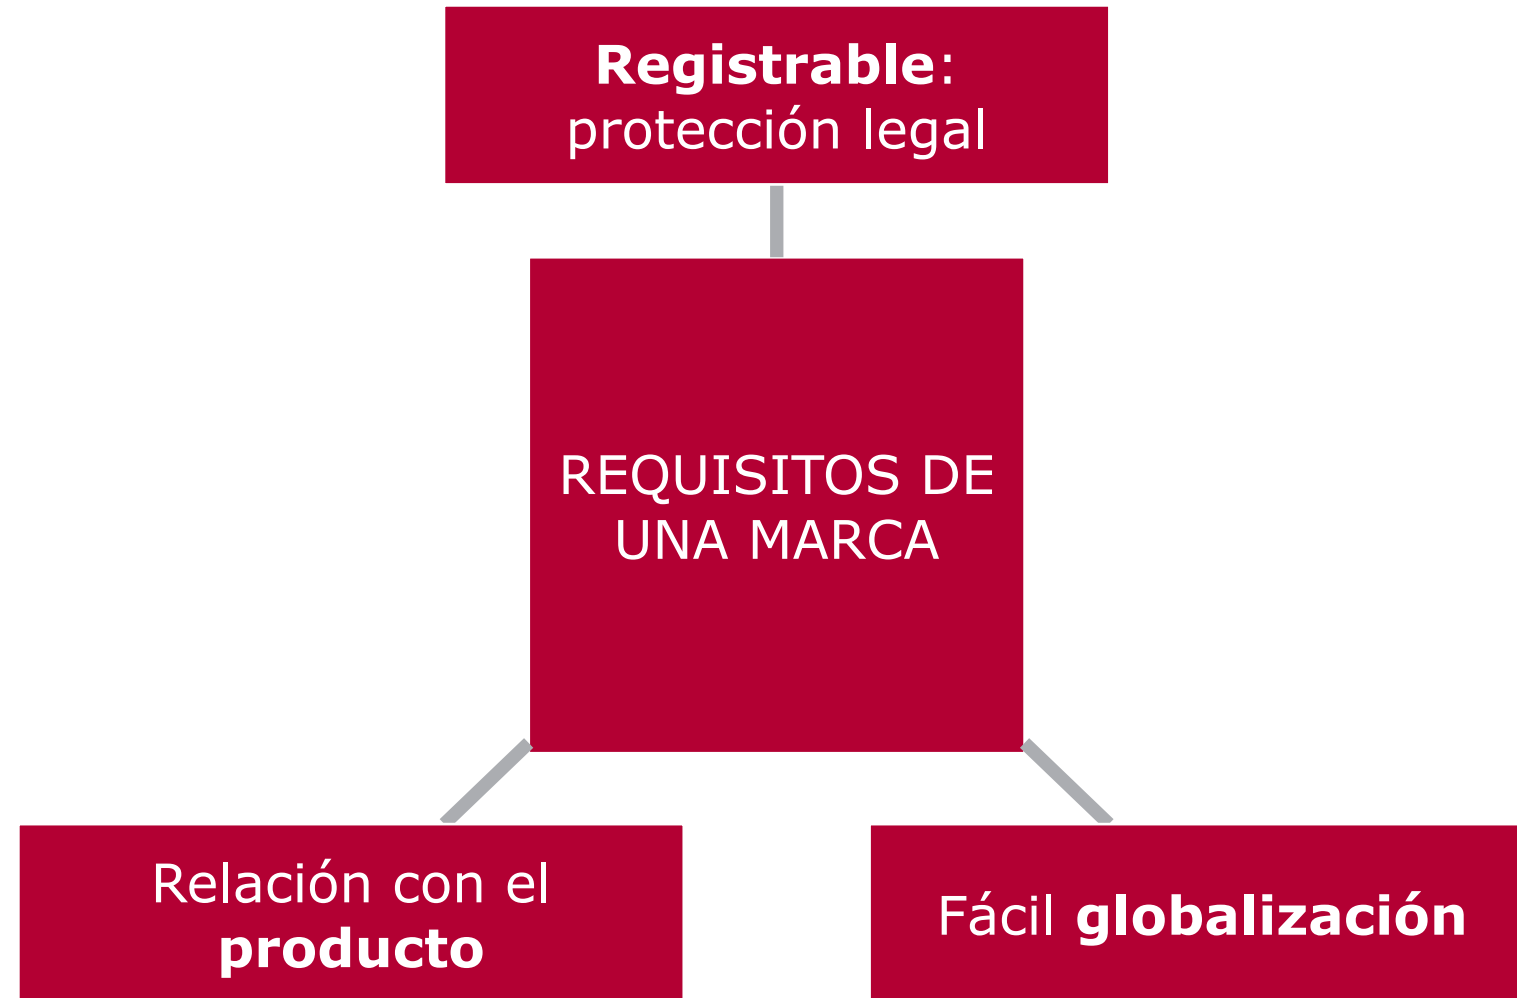 Registrable:
protección legal
REQUISITOS DE
UNA MARCA
Relación con el
producto
Fácil globalización